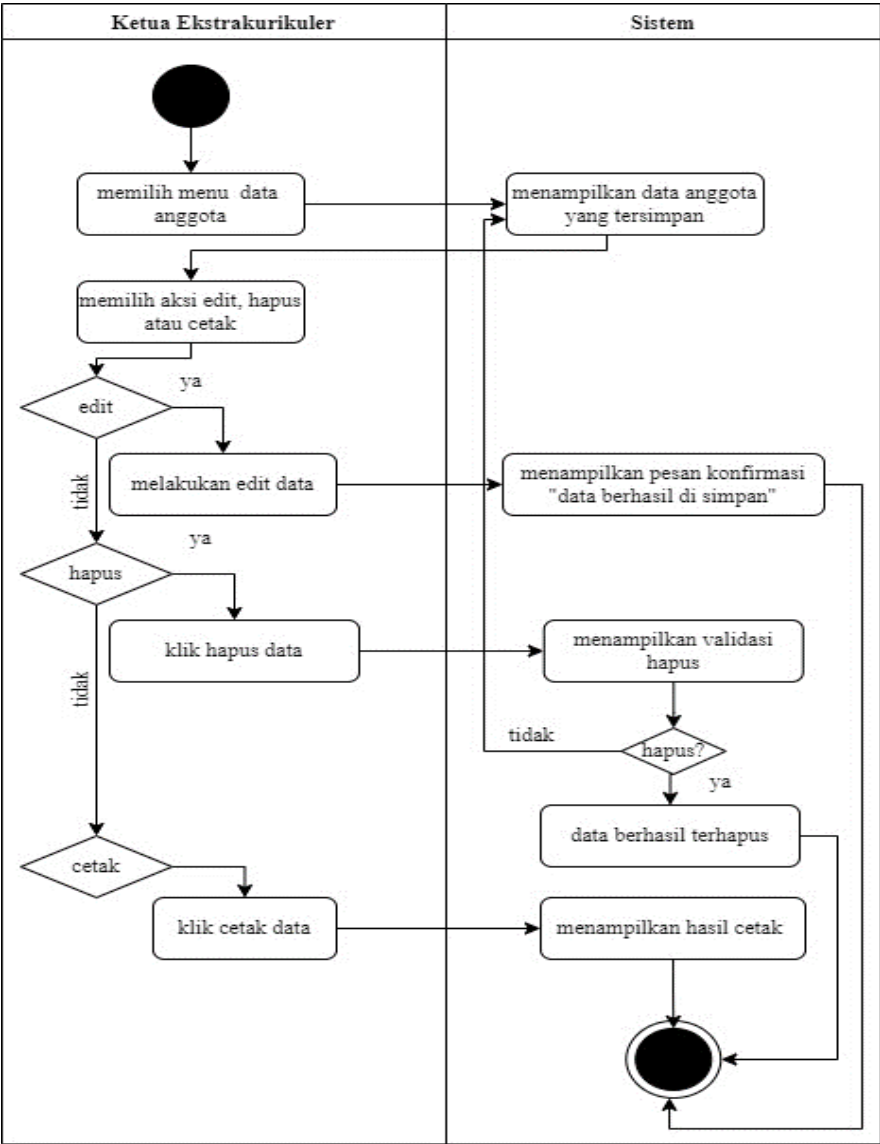 Ketua Ekstrakurikuler
Sistem
memilih menu data
anggota
menampilkan data anggota
yang tersimpan
memilih aksi edit, hapus
atau cetak
edit
ya
tidak
melakukan edit data
menampilkan pesan konfirmasi
"data berhasil di simpan"
hapus
ya
tidak
klik hapus data
menampilkan validasi
hapus
hapus?
tidak
ya
data berhasil terhapus
cetak
klik cetak data
menampilkan hasil cetak